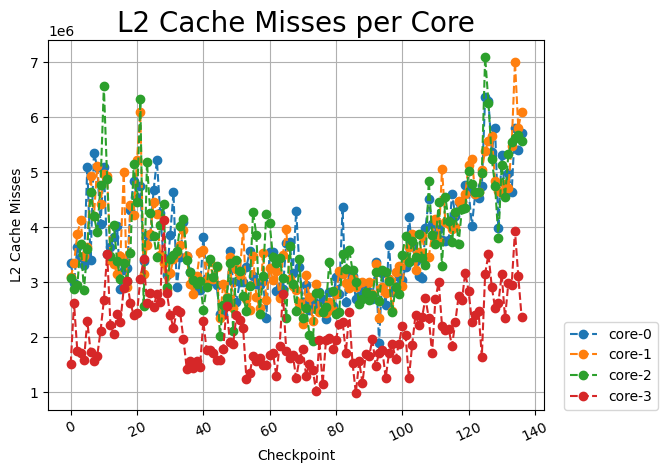 L2 Cache Misses per Core
1e6
7
6
5
4
3
2
1
L2 Cache Misses
0
20
40
60
80
100
120
140
Checkpoint
core-0
core-1
core-2
core-3